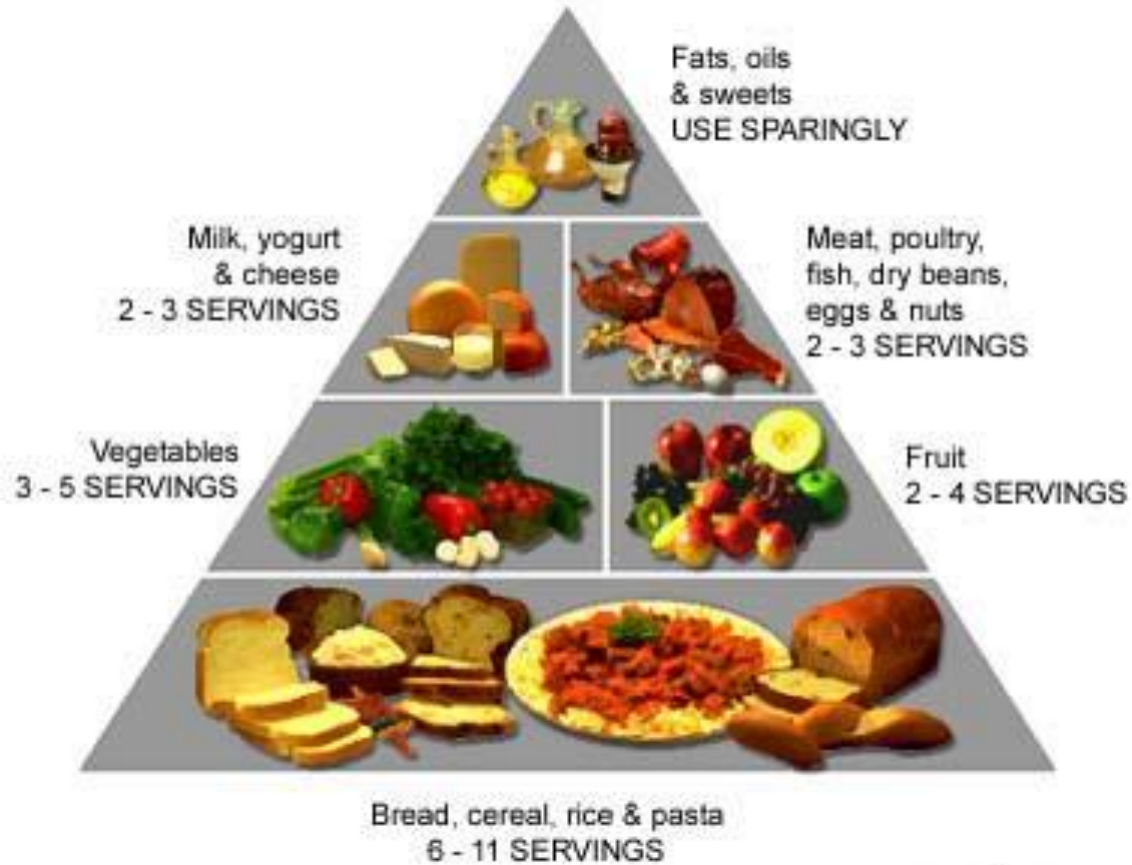 Fats, oils
& sweets
USE SPARINGLY
Milk, yogurt
& cheese
2 - 3 SERVINGS
Meat, poultry,
fish, dry beans,
eggs & nuts
2 - 3 SERVINGS
Vegetables
3 - 5 SERVINGS
Fruit
2 - 4 SERVINGS
Bread, cereal, rice & pasta
6 - 11 SERVINGS